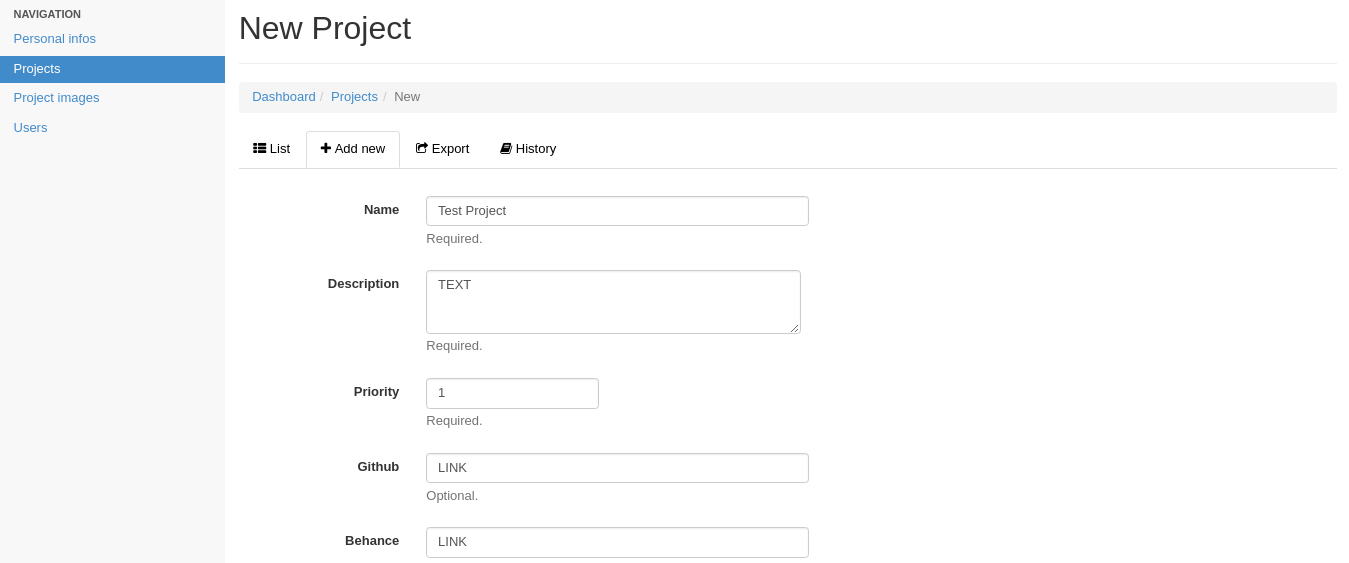 NAVIGATION
Personal infos
Projects
Project images
Users
New Project
Dashboard / Projects / New
List Add new Export History
Name Test Project
Required.
Description TEXT
Required.
Priority 1
Required.
Github LINK
Optional.
Behance LINK